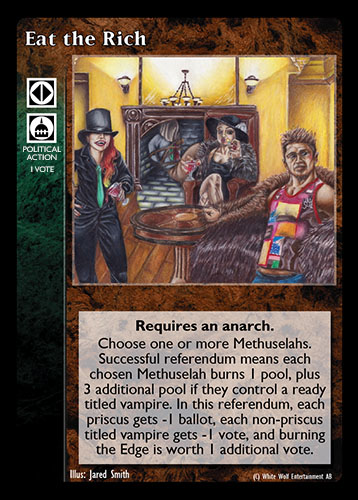 Eat the Rich
POLITICAL
ACTION
1 VOTE
Requires an anarch.
Choose one or more Methuselahs.
Successful referendum means each
chosen Methuselah burns 1 pool, plus
3 additional pool if they control a ready
titled vampire. In this referendum, each
priscus gets -1 ballot, each non-priscus
titled vampire gets -1 vote, and burning
the Edge is worth 1 additional vote.
Illus: Jared Smith
(C) White Wolf Entertainment AB